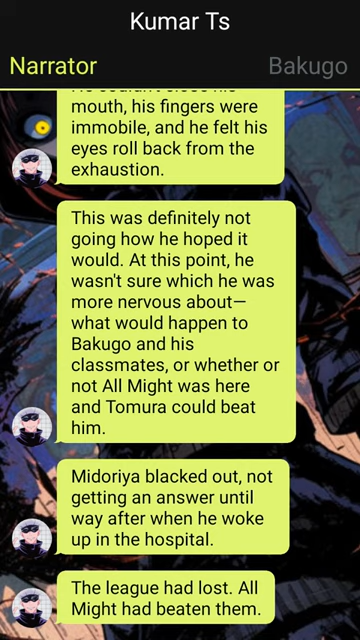 Kumar Ts
Narrator
Bakugo
mouth, his fingers were
immobile, and he felt his
eyes roll back from the
exhaustion.
This was definitely not
going how he hoped it
would. At this point, he
wasn't sure which he was
more nervous about—
what would happen to
Bakugo and his
classmates, or whether or
not All Might was here
and Tomura could beat
him.
Midoriya blacked out, not
getting an answer until
way after when he woke
up in the hospital.
The league had lost. All
Might had beaten them.